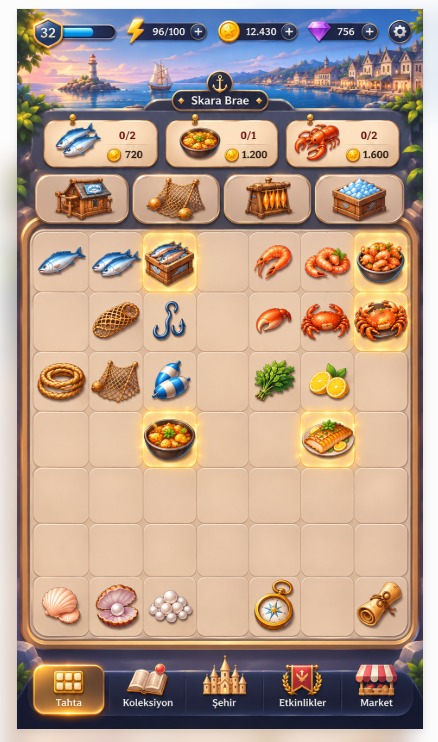 32
96/100 +
12.430 +
756 +
Skara Brae
0/2
720
0/1
1.200
0/2
1.600
Tahta
Koleksiyon
Şehir
Etkinlikler
Market